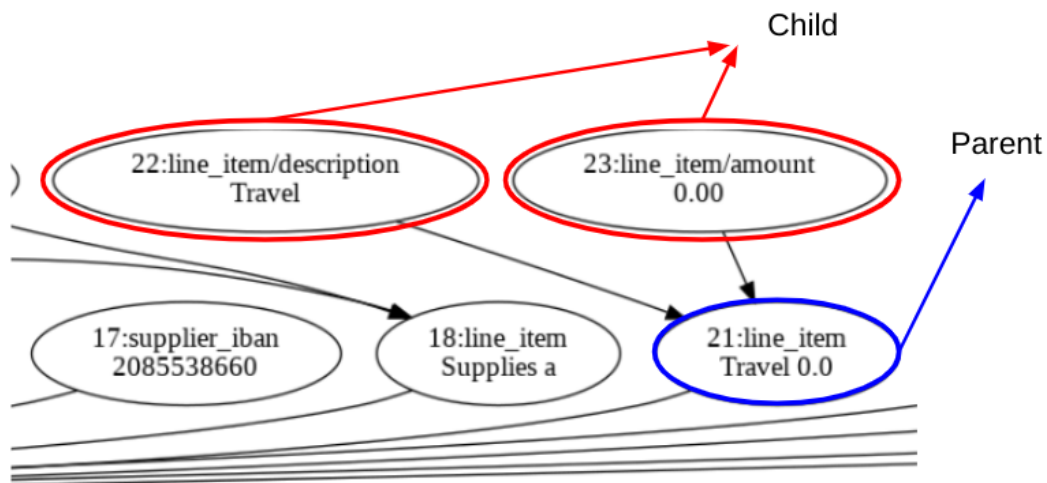 Child
Parent
22:line_item/description
Travel
23:line_item/amount
0.00
17:supplier_iban
2085538660
18:line_item
Supplies a
21:line_item
Travel 0.0